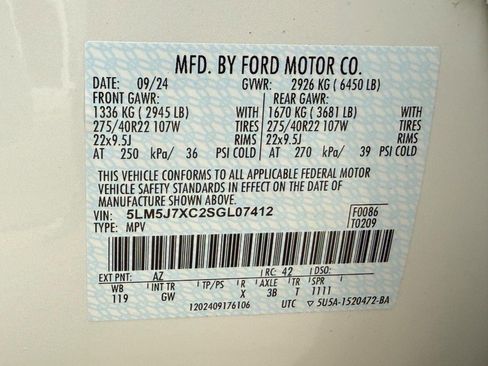 MFD. BY FORD MOTOR CO.
DATE: 09/24 GVWR: 2926 KG ( 6450 LB)
FRONT GAWR: REAR GAWR:
1336 KG ( 2945 LB) 1670 KG ( 3681 LB)
275/40R22 107W TIRES 275/40R22 107W TIRES
22x9.5J RIMS 22x9.5J RIMS
AT 250 kPa/ 36 PSI COLD AT 270 kPa/ 39 PSI COLD
THIS VEHICLE CONFORMS TO ALL APPLICABLE FEDERAL MOTOR
VEHICLE SAFETY STANDARDS IN EFFECT ON THE DATE OF
MANUFACTURE SHOWN ABOVE.
VIN: 5LM5J7XC2SGL07412 F0086
TYPE: MPV T0209
EXT PNT: AZ RC: 42 DSO:
WB INT TR TP/PS R AXLE TR SPR
119 GW X 3B T 1111
1202409176106 UTC ▽ 5U5A-1520472-BA